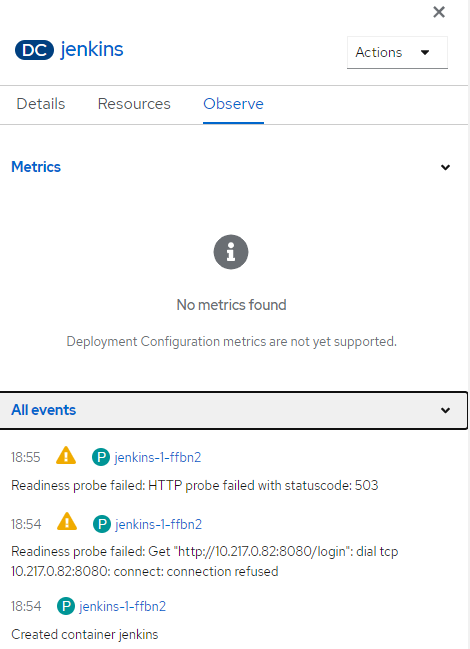 DC jenkins
Actions
Details Resources Observe
Metrics
No metrics found
Deployment Configuration metrics are not yet supported.
All events
18:55 P jenkins-1-ffbn2
Readiness probe failed: HTTP probe failed with statuscode: 503
18:54 P jenkins-1-ffbn2
Readiness probe failed: Get "http://10.217.0.82:8080/login": dial tcp
10.217.0.82:8080: connect: connection refused
18:54 P jenkins-1-ffbn2
Created container jenkins